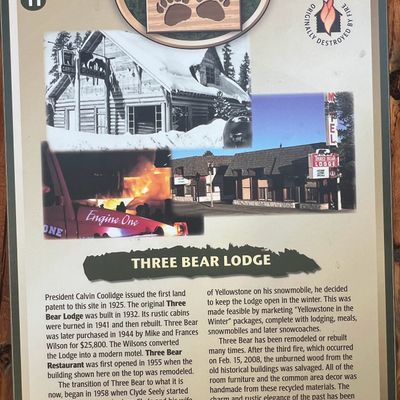 ORIGINALLY DESTROYED BY FIRE
Engine One
THREE BEAR LODGE
THREE BEAR LODGE
President Calvin Coolidge issued the first land
patent to this site in 1925. The original Three
Bear Lodge was built in 1932. Its rustic cabins
were burned in 1941 and then rebuilt. Three Bear
was later purchased in 1944 by Mike and Frances
Wilson for $25,800. The Wilsons converted
the Lodge into a modern motel. Three Bear
Restaurant was first opened in 1955 when the
building shown here on the top was remodeled.
The transition of Three Bear to what it is
now, began in 1958 when Clyde Seely started
of Yellowstone on his snowmobile, he decided
to keep the Lodge open in the winter. This was
made feasible by marketing "Yellowstone in the
Winter" packages, complete with lodging, meals,
snowmobiles and later snowcoaches.
Three Bear has been remodeled or rebuilt
many times. After the third fire, which occurred
on Feb. 15, 2008, the unburned wood from the
old historical buildings was salvaged. All of the
room furniture and the common area decor was
handmade from these recycled materials. The
charm and rustic elegance of the past has been